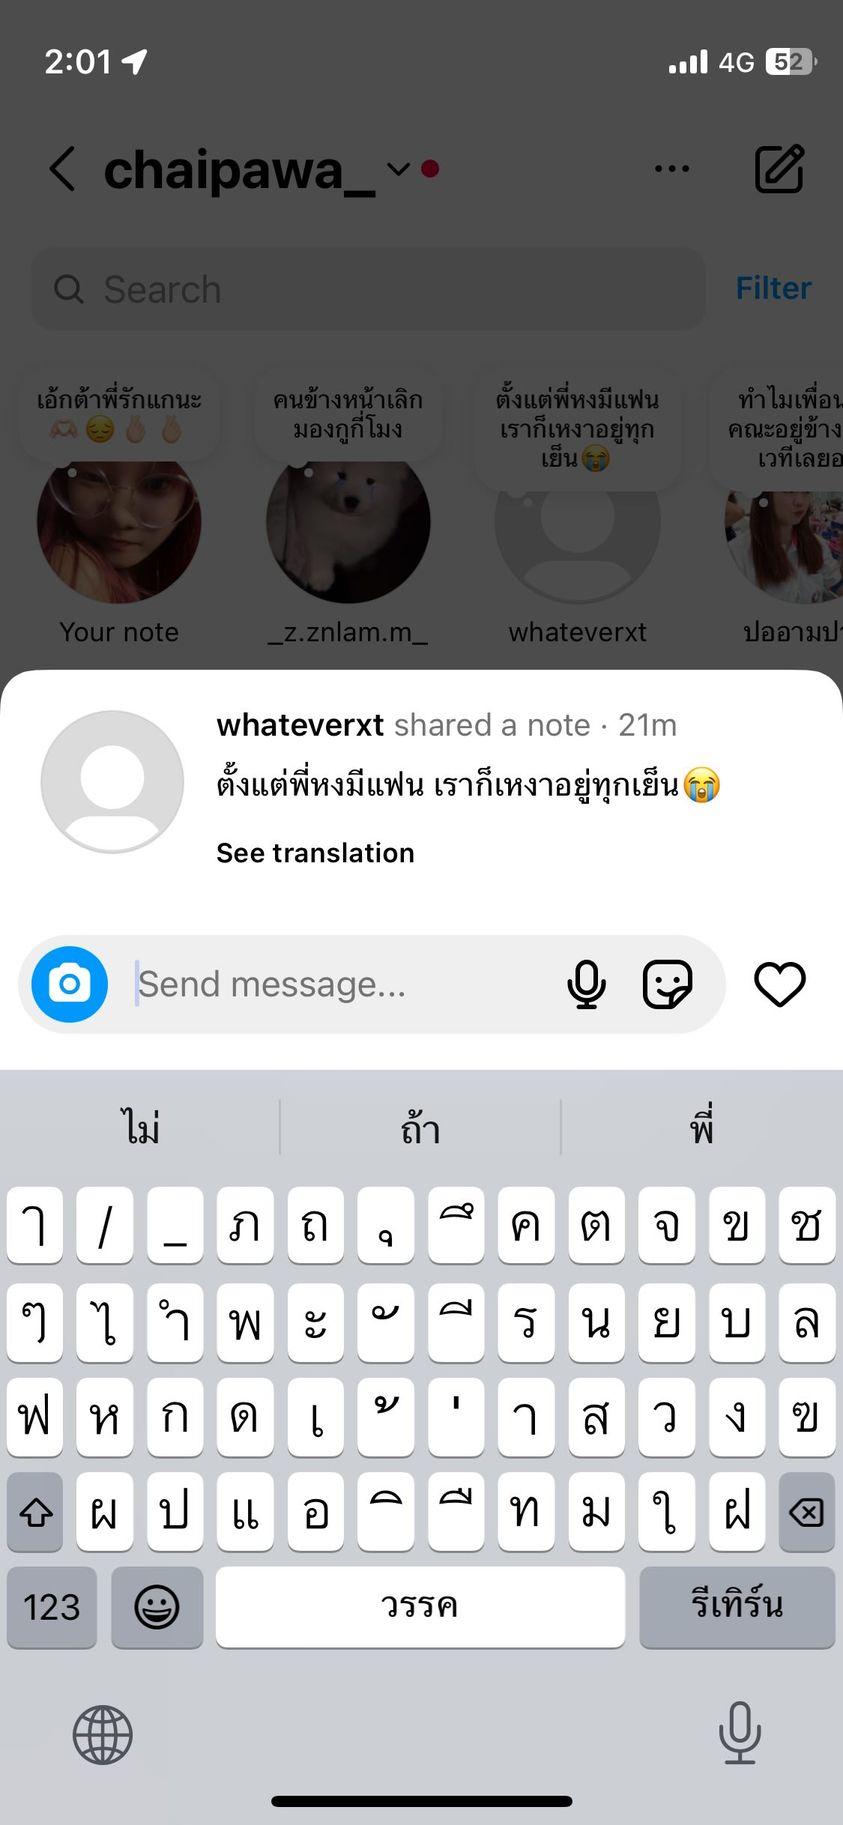 2:01 4G 52
chaipawa_
Search Filter
เอ้กต้าพี่รักแกนะ
🫶🏻😔🫰🏻🫰🏻
คนข้างหน้าเลิก
มองกูกี่โมง
ตั้งแต่พี่หงมีแฟน
เราก็เหงาอยู่ทุก
เย็น😭
ทำไมเพื่อน
คณะอยู่ข้าง
เวทีเลยอ
Your note
_z.znlam.m_
whateverxt
ปออามปา
whateverxt shared a note · 21m
ตั้งแต่พี่หงมีแฟน เราก็เหงาอยู่ทุกเย็น😭
See translation
Send message...
ไม่ ถ้า พี่
ๅ / _ ภ ถ ุ ึ ค ต จ ข ช
ๆ ไ ำ พ ะ ั ี ร น ย บ ล
ฟ ห ก ด เ ้ ่ า ส ว ง ฃ
ผ ป แ อ ิ ื ท ม ใ ฝ
123 วรรค รีเทิร์น